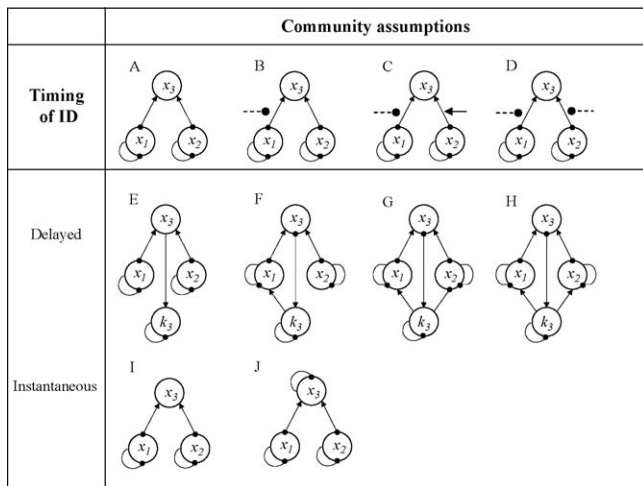 Community assumptions
Timing of ID
A B C D
x3 x3 x3 x3
x1 x2 x1 x2 x1 x2 x1 x2
Delayed
E F G H
x3 x3 x3 x3
x1 x2 x1 x2 x1 x2 x1 x2
k3 k3 k3 k3
Instantaneous
I J
x3 x3
x1 x2 x1 x2